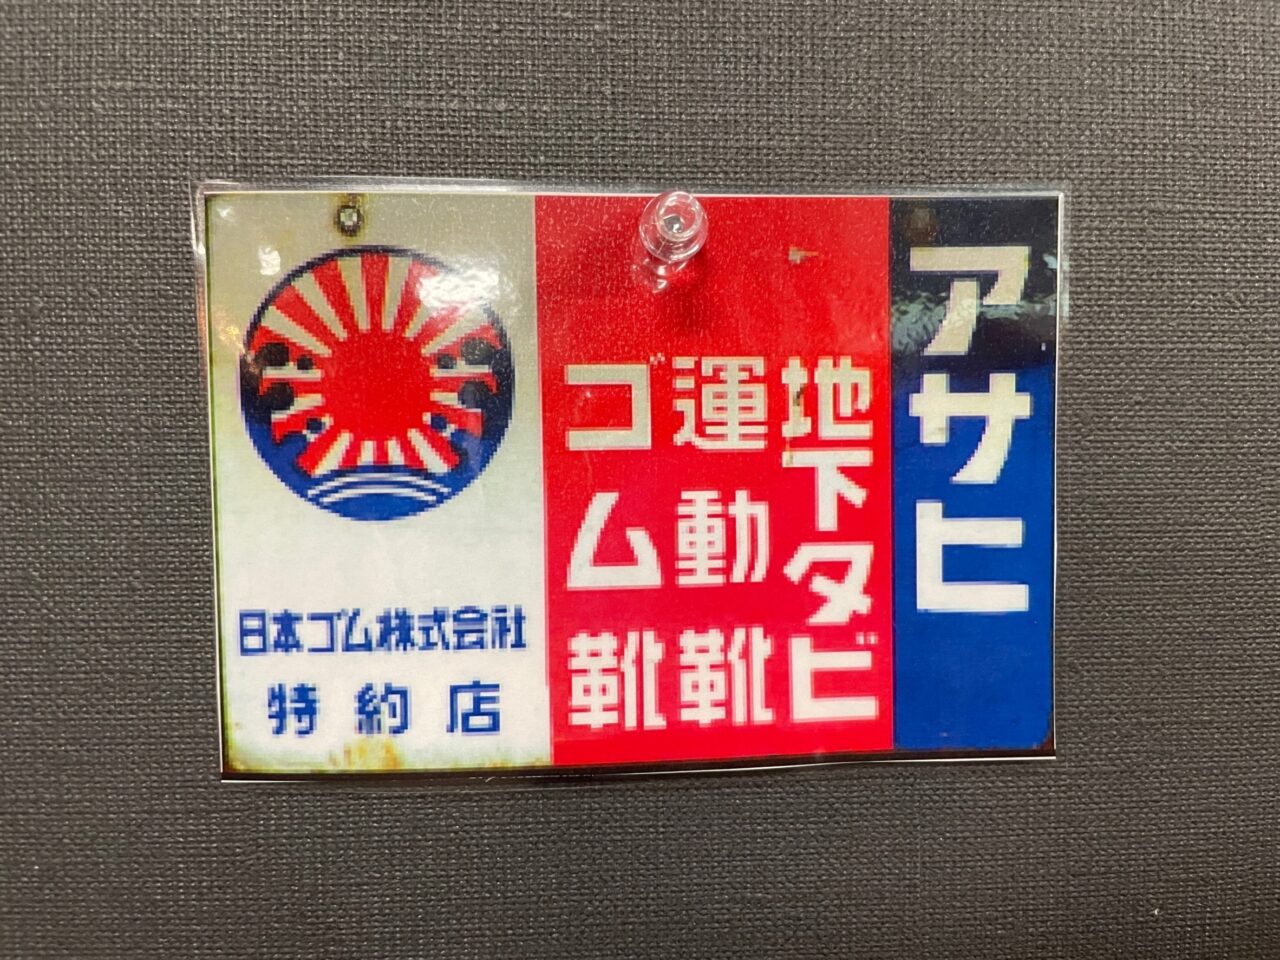 アサヒ
地下タビ
運動靴
ゴム靴
日本ゴム株式会社
特約店